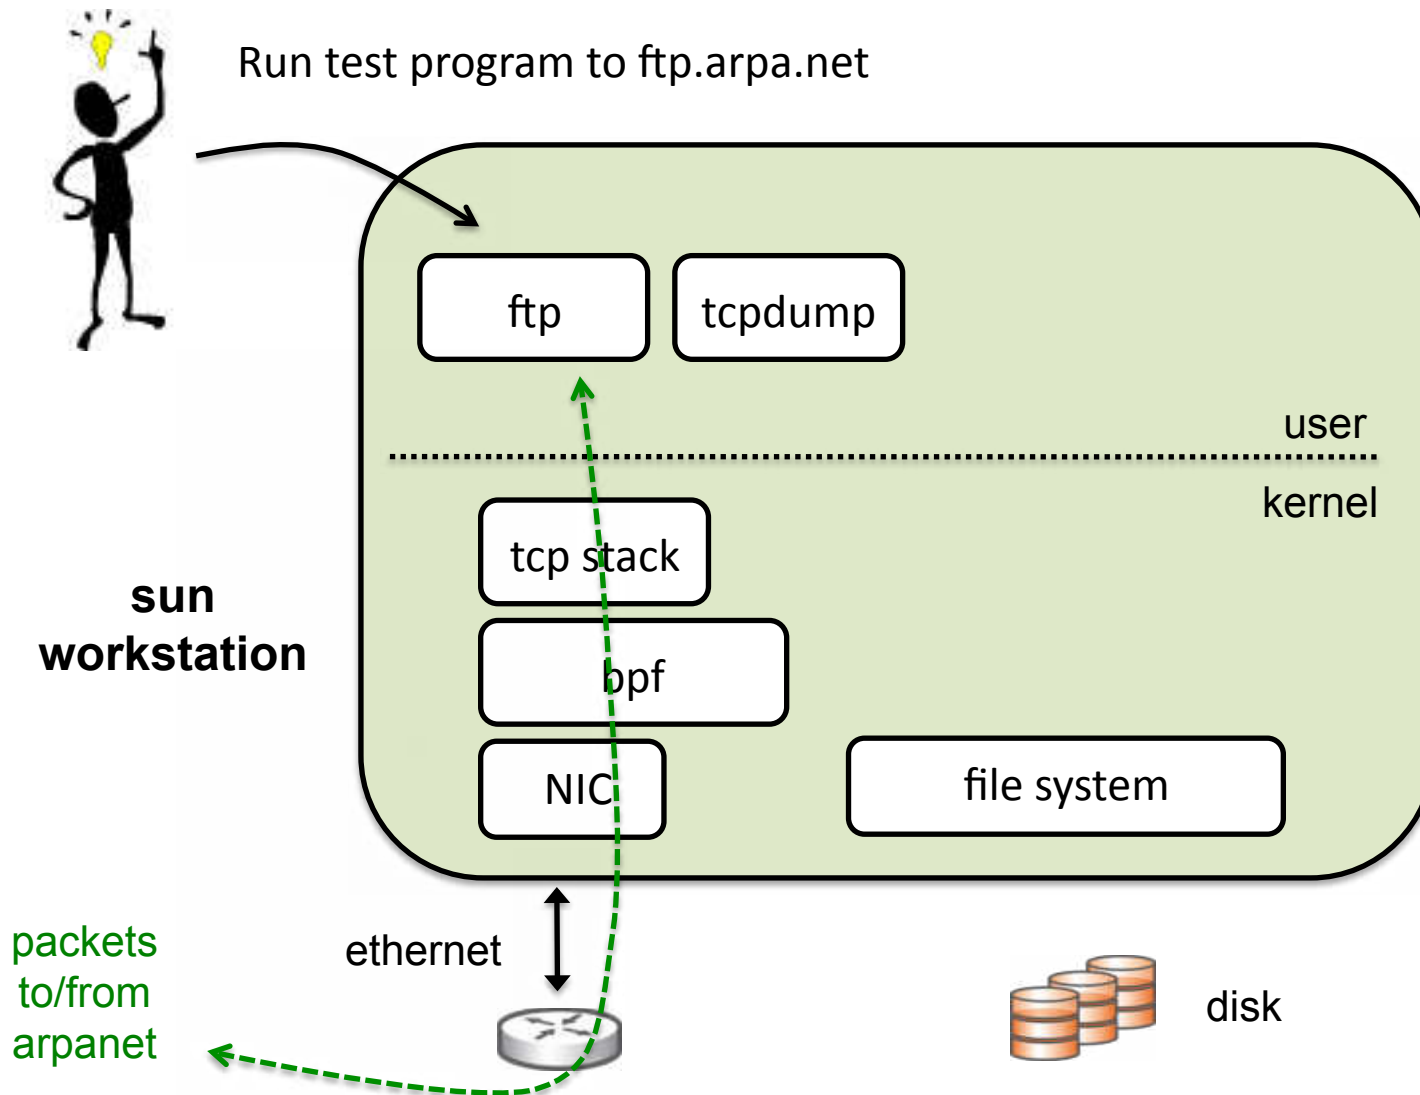 Run test program to ftp.arpa.net
ftp
tcpdump
user
kernel
tcp stack
sun
workstation
bpf
NIC
file system
ethernet
packets
to/from
arpanet
disk